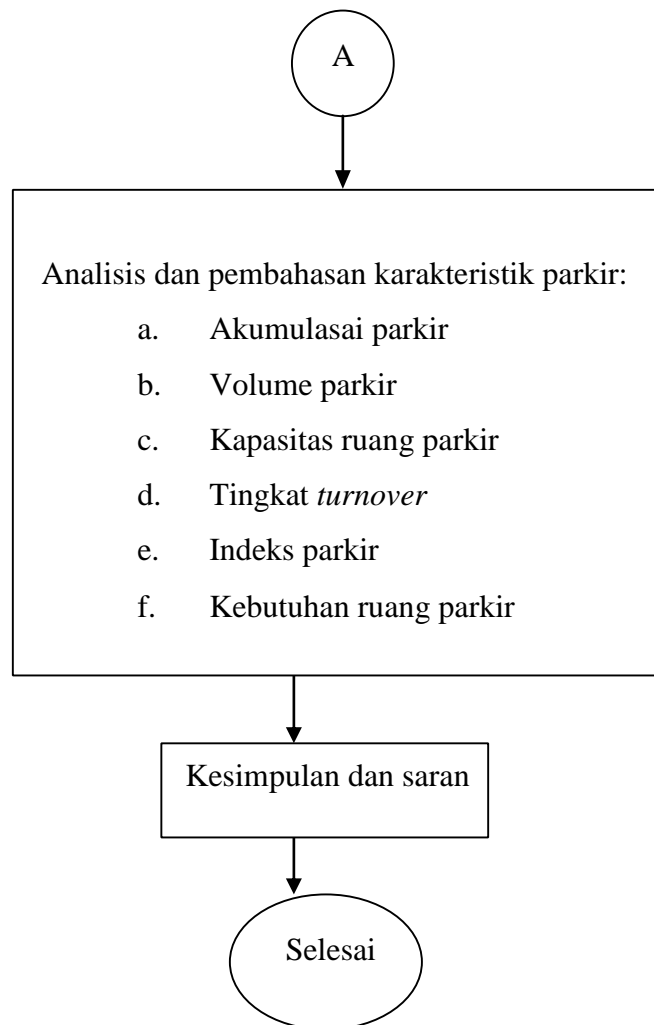 A
Analisis dan pembahasan karakteristik parkir:
a. Akumulasai parkir
b. Volume parkir
c. Kapasitas ruang parkir
d. Tingkat turnover
e. Indeks parkir
f. Kebutuhan ruang parkir
Kesimpulan dan saran
Selesai